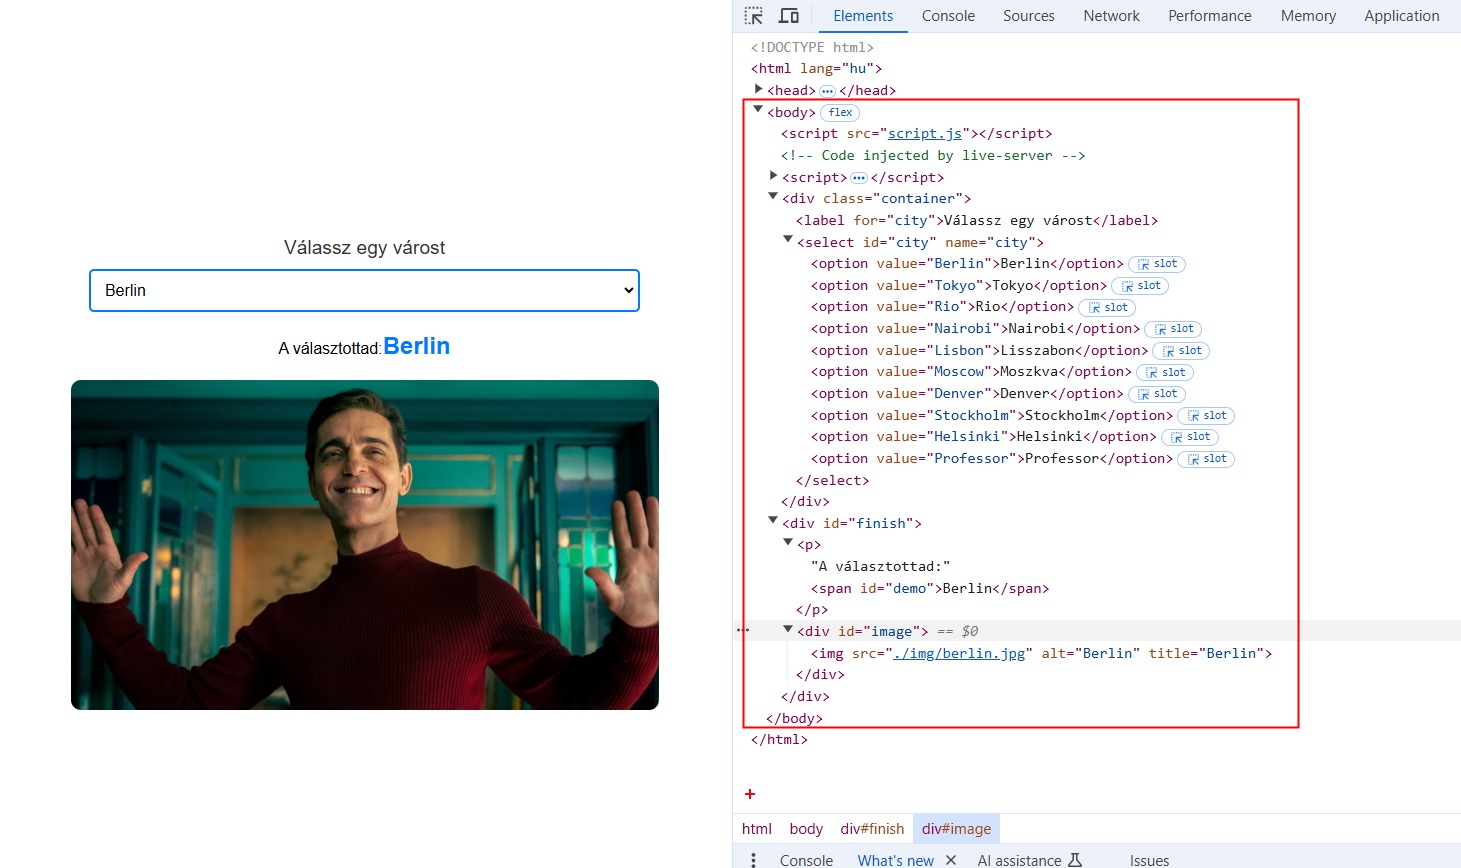 Válassz egy várost
Berlin
A választottad:Berlin
Elements Console Sources Network Performance Memory Application
<!DOCTYPE html>
<html lang="hu">
<head> ••• </head>
<body> flex
<script src="script.js"></script>
<!-- Code injected by live-server -->
<script> ••• </script>
<div class="container">
<label for="city">Válassz egy várost</label>
<select id="city" name="city">
<option value="Berlin">Berlin</option> slot
<option value="Tokyo">Tokyo</option> slot
<option value="Rio">Rio</option> slot
<option value="Nairobi">Nairobi</option> slot
<option value="Lisbon">Lisszabon</option> slot
<option value="Moscow">Moszkva</option> slot
<option value="Denver">Denver</option> slot
<option value="Stockholm">Stockholm</option> slot
<option value="Helsinki">Helsinki</option> slot
<option value="Professor">Professor</option> slot
</select>
</div>
<div id="finish">
<p>
"A választottad:"
<span id="demo">Berlin</span>
</p>
••• <div id="image"> == $0
<img src="./img/berlin.jpg" alt="Berlin" title="Berlin">
</div>
</div>
</body>
</html>
+
html body div#finish div#image
Console What's new × AI assistance Issues